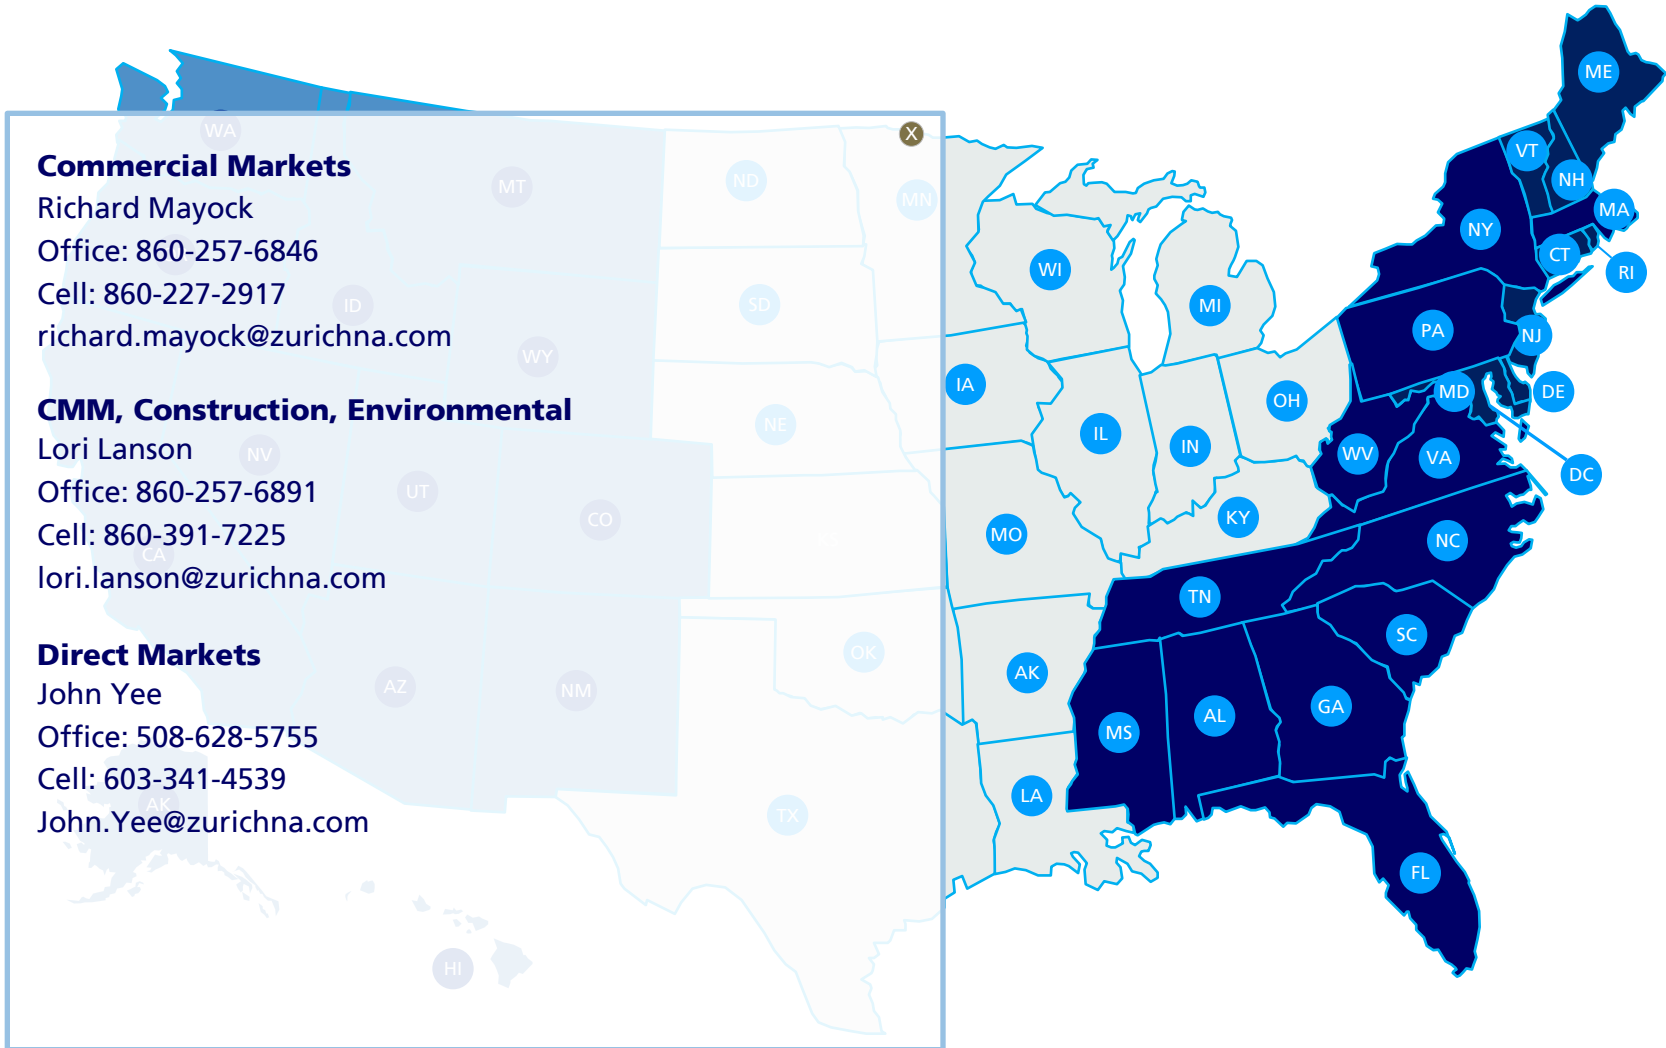 X
Commercial Markets
Richard Mayock
Office: 860-257-6846
Cell: 860-227-2917
richard.mayock@zurichna.com
CMM, Construction, Environmental
Lori Lanson
Office: 860-257-6891
Cell: 860-391-7225
lori.lanson@zurichna.com
Direct Markets
John Yee
Office: 508-628-5755
Cell: 603-341-4539
John.Yee@zurichna.com
WA
MT
ND
MN
ID
WY
SD
NE
NV
UT
CO
CA
AZ
NM
OK
TX
AK
HI
WI
MI
IA
IL
IN
OH
MO
KY
AK
LA
TN
MS
AL
GA
FL
SC
NC
VA
WV
DC
MD
DE
NJ
PA
NY
CT
RI
MA
NH
VT
ME